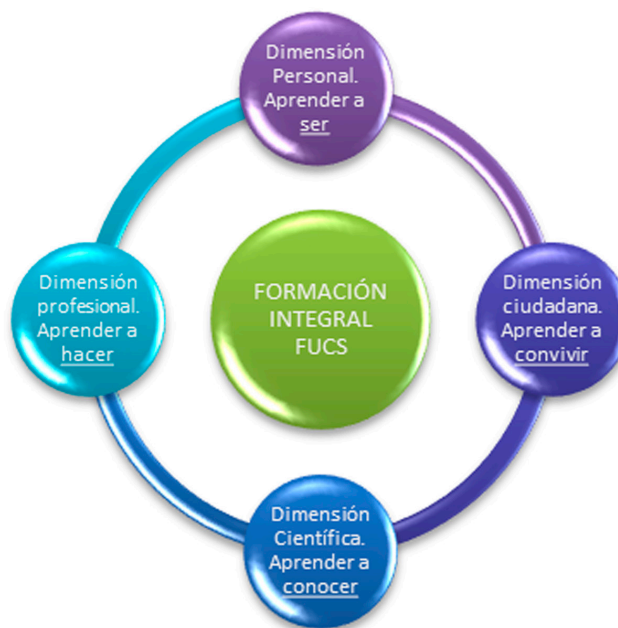 Dimensión
Personal.
Aprender a
ser
Dimensión
profesional.
Aprender a
hacer
FORMACIÓN
INTEGRAL
FUCS
Dimensión
ciudadana.
Aprender a
convivir
Dimensión
Científica.
Aprender a
conocer